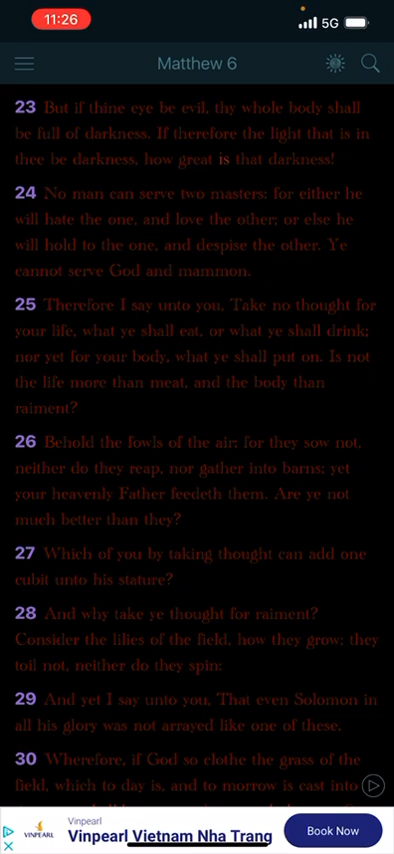 11:26
5G
Matthew 6
23 But if thine eye be evil, thy whole body shall
be full of darkness. If therefore the light that is in
thee be darkness, how great is that darkness!
24 No man can serve two masters: for either he
will hate the one, and love the other; or else he
will hold to the one, and despise the other. Ye
cannot serve God and mammon.
25 Therefore I say unto you, Take no thought for
your life, what ye shall eat, or what ye shall drink;
nor yet for your body, what ye shall put on. Is not
the life more than meat, and the body than
raiment?
26 Behold the fowls of the air: for they sow not,
neither do they reap, nor gather into barns; yet
your heavenly Father feedeth them. Are ye not
much better than they?
27 Which of you by taking thought can add one
cubit unto his stature?
28 And why take ye thought for raiment?
Consider the lilies of the field, how they grow; they
toil not, neither do they spin:
29 And yet I say unto you, That even Solomon in
all his glory was not arrayed like one of these.
30 Wherefore, if God so clothe the grass of the
field, which to day is, and to morrow is cast into
VINPEARL
Vinpearl
Vinpearl Vietnam Nha Trang
Book Now